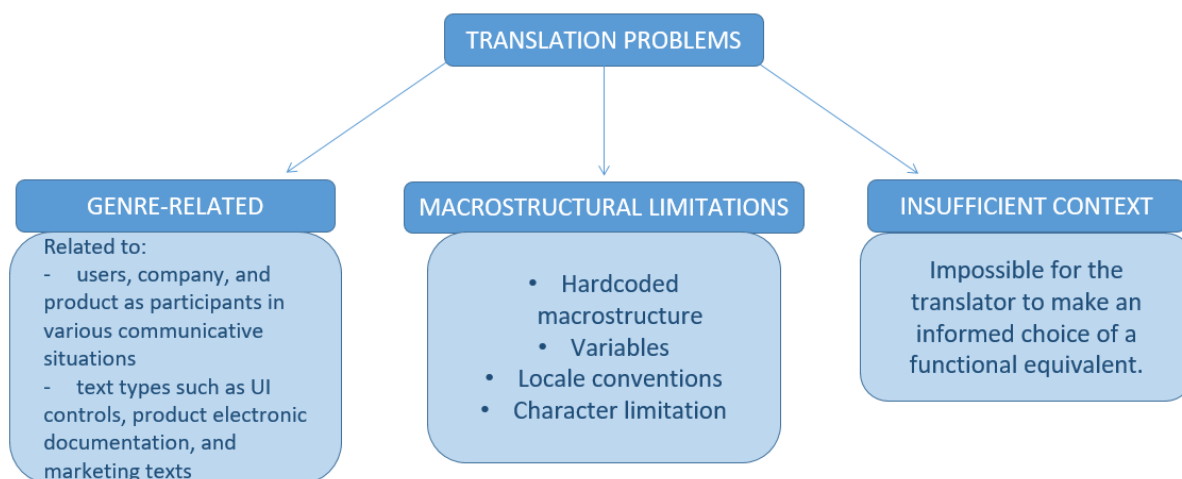 TRANSLATION PROBLEMS
GENRE-RELATED
Related to:
- users, company, and
product as participants in
various communicative
situations
- text types such as UI
controls, product electronic
documentation, and
marketing texts
MACROSTRUCTURAL LIMITATIONS
• Hardcoded
macrostructure
• Variables
• Locale conventions
• Character limitation
INSUFFICIENT CONTEXT
Impossible for the
translator to make an
informed choice of a
functional equivalent.